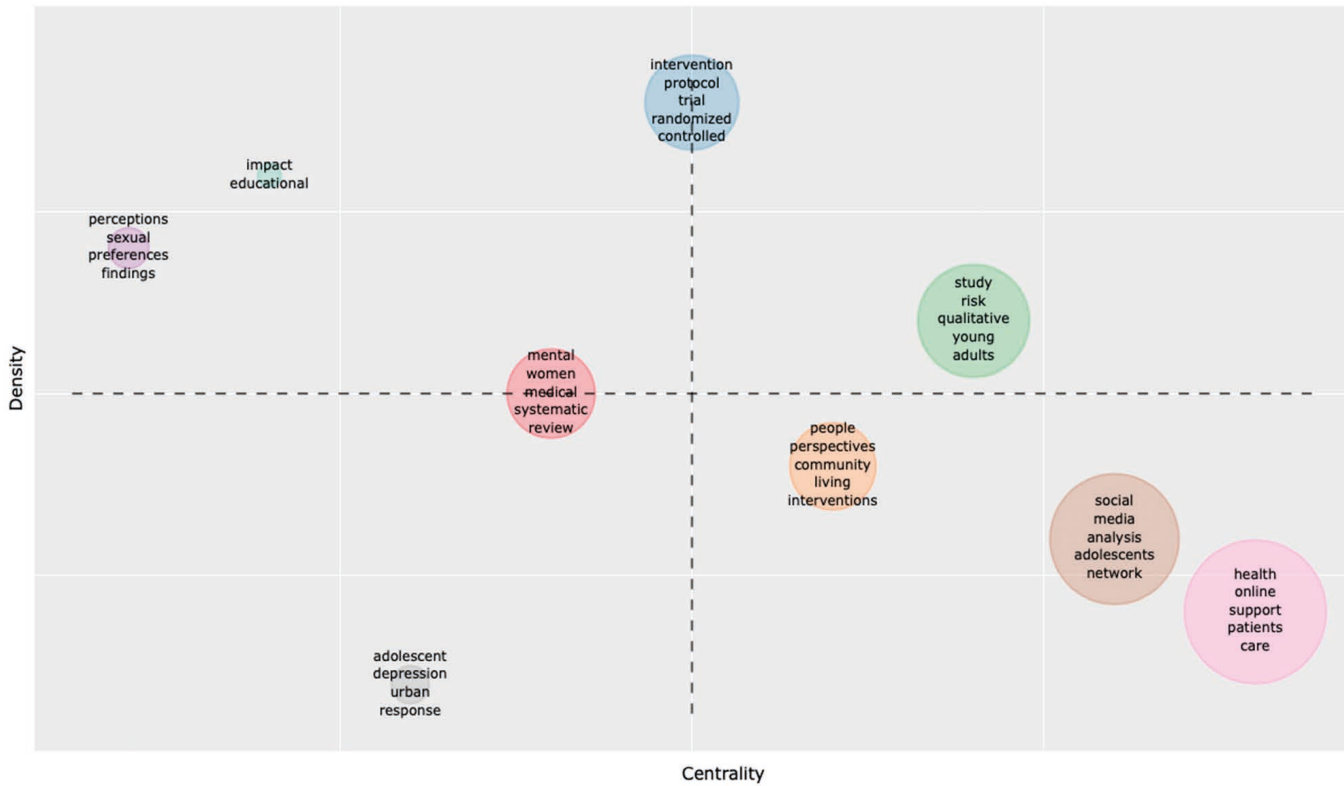 intervention
protocol
trial
randomized
controlled
impact
educational
perceptions
sexual
preferences
findings
study
risk
qualitative
young
adults
mental
women
medical
systematic
review
people
perspectives
community
living
interventions
social
media
analysis
adolescents
network
health
online
support
patients
care
adolescent
depression
urban
response
Density
Centrality